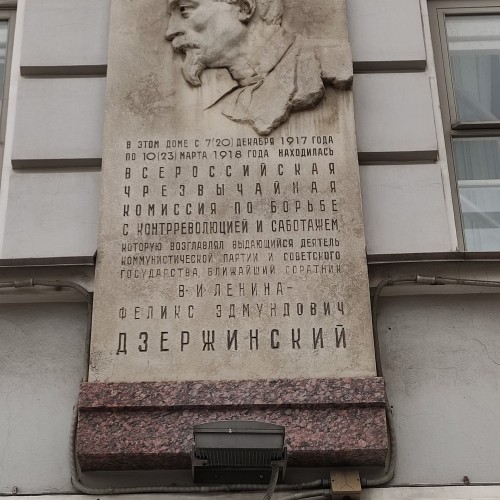 В ЭТОМ ДОМЕ С 7(20) ДЕКАБРЯ 1917 ГОДА
ПО 10(23) МАРТА 1918 ГОДА НАХОДИЛАСЬ
ВСЕРОССИЙСКАЯ
ЧРЕЗВЫЧАЙНАЯ
КОМИССИЯ ПО БОРЬБЕ
С КОНТРРЕВОЛЮЦИЕЙ И САБОТАЖЕМ,
КОТОРУЮ ВОЗГЛАВЛЯЛ ВЫДАЮЩИЙСЯ ДЕЯТЕЛЬ
КОММУНИСТИЧЕСКОЙ ПАРТИИ И СОВЕТСКОГО
ГОСУДАРСТВА, БЛИЖАЙШИЙ СОРАТНИК
В·И ЛЕНИНА–
ФЕЛИКС ЭДМУНДОВИЧ
ДЗЕРЖИНСКИЙ